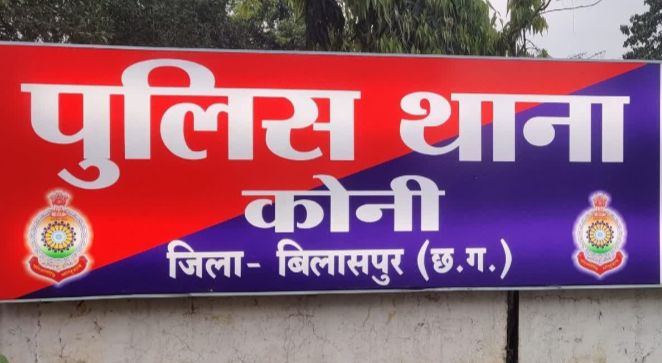 पुलिस थाना
कोनी
जिला- बिलासपुर (छ.ग.)